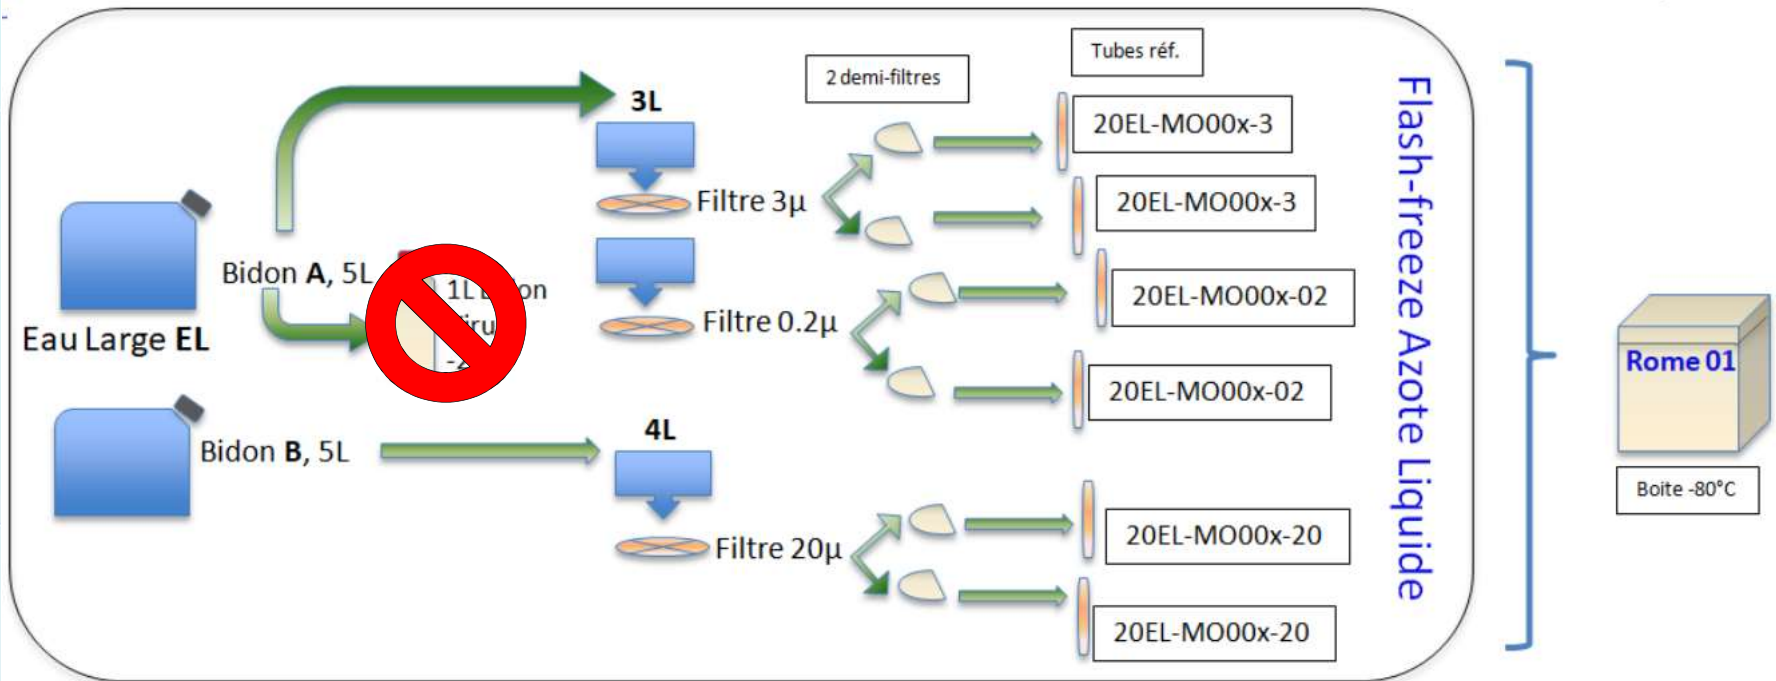 2 demi-filtres
Tubes réf.
3L
20EL-MO00x-3
Filtre 3µ
20EL-MO00x-3
Bidon A, 5L
1L
Eau Large EL
Filtre 0.2µ
20EL-MO00x-02
20EL-MO00x-02
Bidon B, 5L
4L
Filtre 20µ
20EL-MO00x-20
20EL-MO00x-20
Flash-freeze Azote Liquide
Rome 01
Boite -80°C